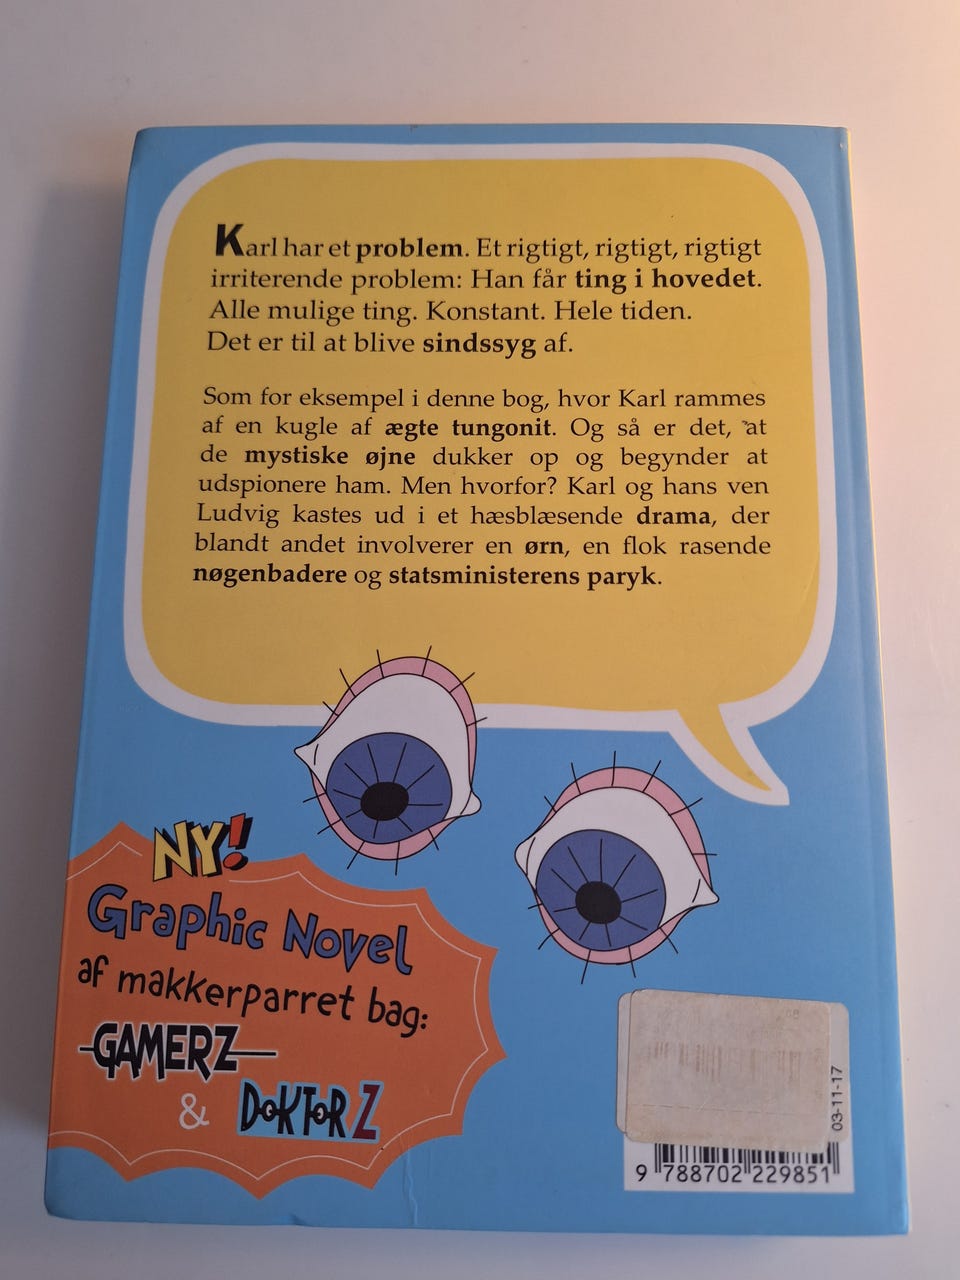 Karl har et problem. Et rigtigt, rigtigt, rigtigt
irriterende problem: Han får ting i hovedet.
Alle mulige ting. Konstant. Hele tiden.
Det er til at blive sindssyg af.
Som for eksempel i denne bog, hvor Karl rammes
af en kugle af ægte tungonit. Og så er det, at
de mystiske øjne dukker op og begynder at
udspionere ham. Men hvorfor? Karl og hans ven
Ludvig kastes ud i et hæsblæsende drama, der
blandt andet involverer en ørn, en flok rasende
nøgenbadere og statsministerens paryk.
NY!
Graphic Novel
af makkerparret bag:
GAMERZ
& DOKTOR Z
03-11-17
9 788702 229851